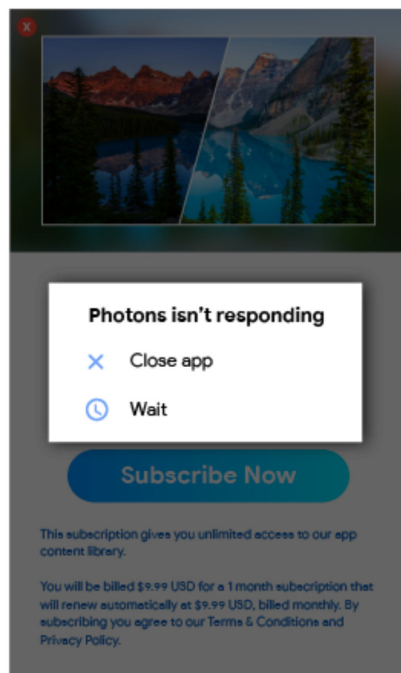 X
Photons isn't responding
Close app
Wait
Subscribe Now
This subscription gives you unlimited access to our app
content library.
You will be billed $9.99 USD for a 1 month subscription that
will renew automatically at $9.99 USD, billed monthly. By
subscribing you agree to our Terms & Conditions and
Privacy Policy.